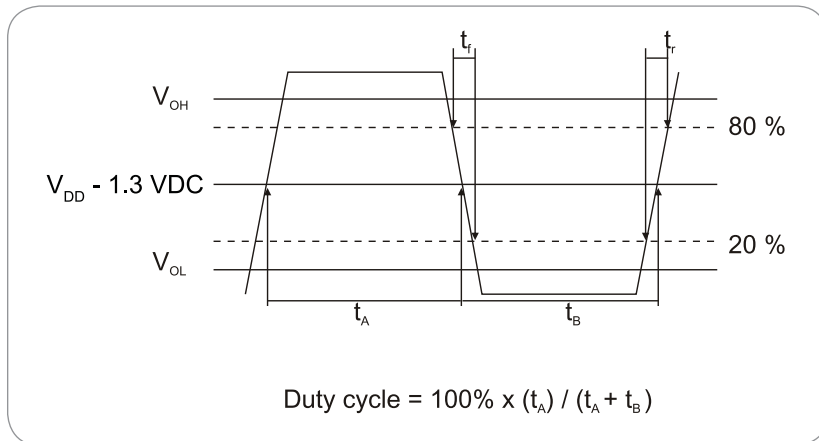 t_f t_r
V_OH
80 %
V_DD - 1.3 VDC
20 %
V_OL
t_A t_B
Duty cycle = 100% x (t_A) / (t_A + t_B)